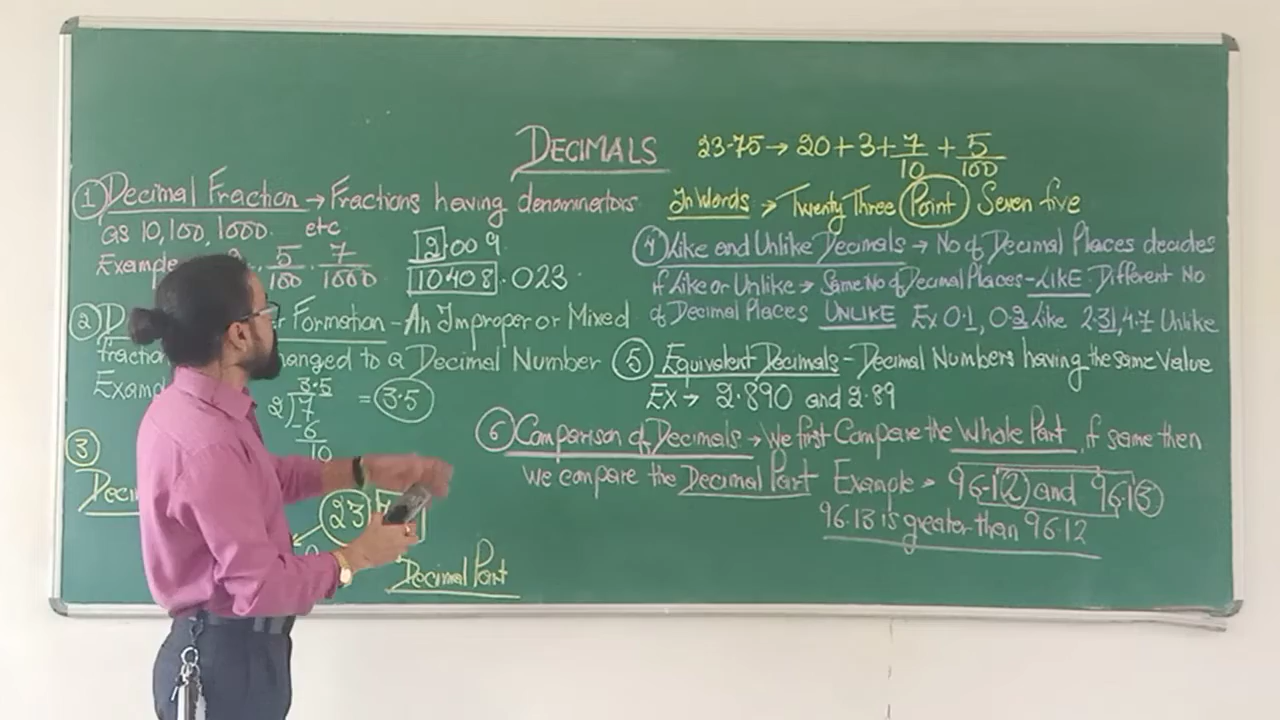 DECIMALS
23.75 → 20 + 3 + 7/10 + 5/100
In Words → Twenty Three Point Seven five
① Decimal Fraction → Fractions having denominators
as 10, 100, 1000. etc
Example 5/100 . 7/1000
2.009
10408.023
② Formation - An Improper or Mixed
fraction changed to a Decimal Number
2) 7 3.5 = 3.5
6
10
③
23
Decimal Part
④ Like and Unlike Decimals → No of Decimal Places decides
if Like or Unlike → Same No of Decimal Places - LIKE Different No
of Decimal Places UNLIKE Ex 0.1, 0.3 Like 2.31, 4.7 Unlike
⑤ Equivalent Decimals - Decimal Numbers having the same Value
Ex → 2.890 and 2.89
⑥ Comparison of Decimals → We first Compare the Whole Part if same then
we compare the Decimal Part Example → 96.12 and 96.13
96.13 is greater than 96.12